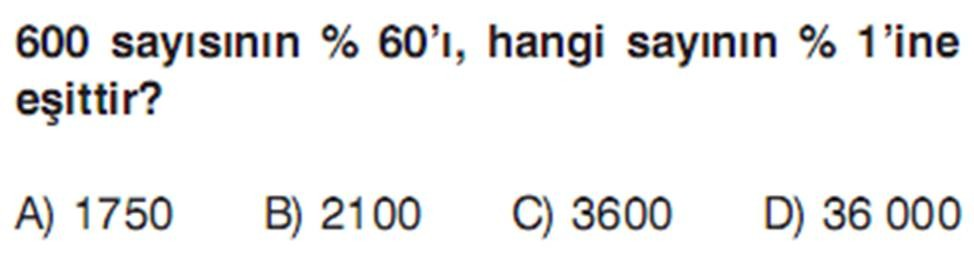 600 sayısının % 60'ı, hangi sayının % 1'ine
eşittir?
A) 1750 B) 2100 C) 3600 D) 36 000